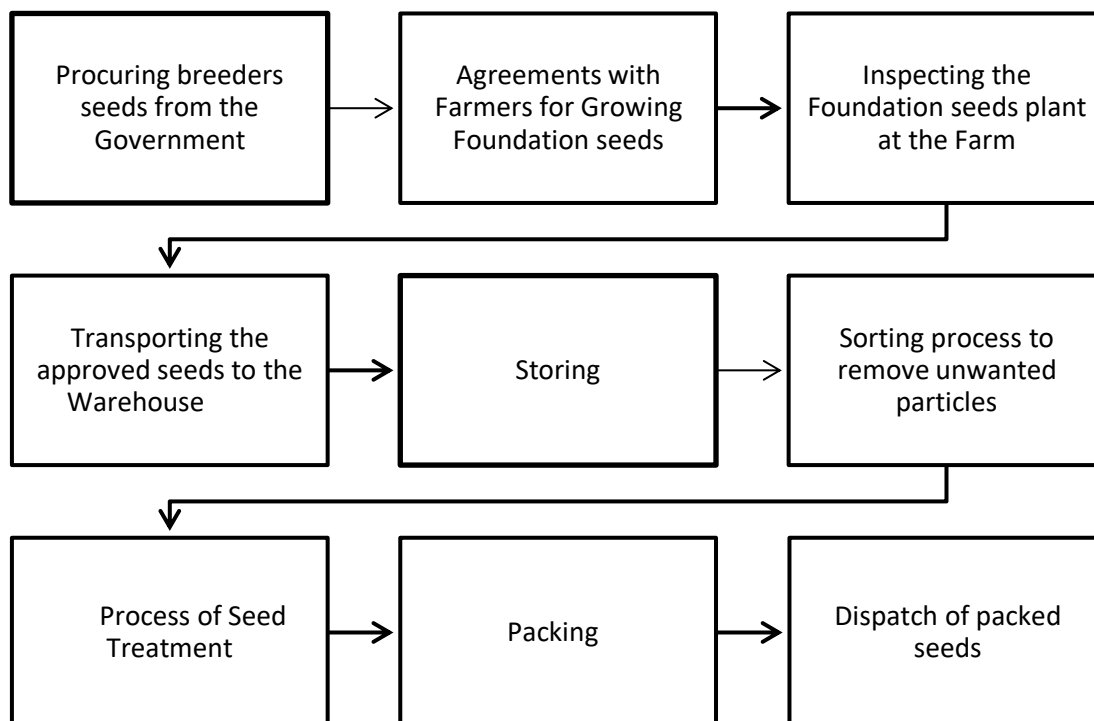 Procuring breeders
seeds from the
Government
Agreements with
Farmers for Growing
Foundation seeds
Inspecting the
Foundation seeds plant
at the Farm
Transporting the
approved seeds to the
Warehouse
Storing
Sorting process to
remove unwanted
particles
Process of Seed
Treatment
Packing
Dispatch of packed
seeds